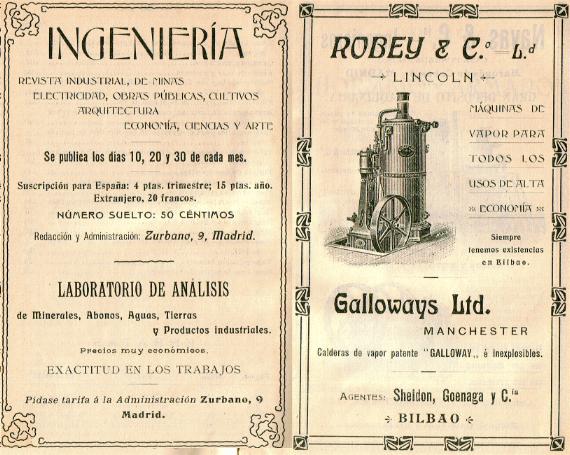 INGENIERÍA
REVISTA INDUSTRIAL, DE MINAS
ELECTRICIDAD, OBRAS PÚBLICAS, CULTIVOS
ARQUITECTURA
ECONOMÍA, CIENCIAS Y ARTE
Se publica los días 10, 20 y 30 de cada mes.
Suscripción para España: 4 ptas. trimestre; 15 ptas. año.
Extranjero, 20 francos.
NÚMERO SUELTO: 50 CÉNTIMOS
Redacción y Administración: Zurbano, 9, Madrid.
LABORATORIO DE ANÁLISIS
de Minerales, Abonos, Aguas, Tierras
y Productos industriales.
Precios muy económicos.
EXACTITUD EN LOS TRABAJOS
Pídase tarifa á la Administración Zurbano, 9
Madrid.
ROBEY & C.º L.d
LINCOLN
MÁQUINAS DE
VAPOR PARA
TODOS LOS
USOS DE ALTA
ECONOMÍA
Siempre
tenemos existencias
en Bilbao.
Galloways Ltd.
MANCHESTER
Calderas de vapor patente "GALLOWAY„ é inexplosibles.
AGENTES: Sheldon, Goenaga y C.ía
BILBAO